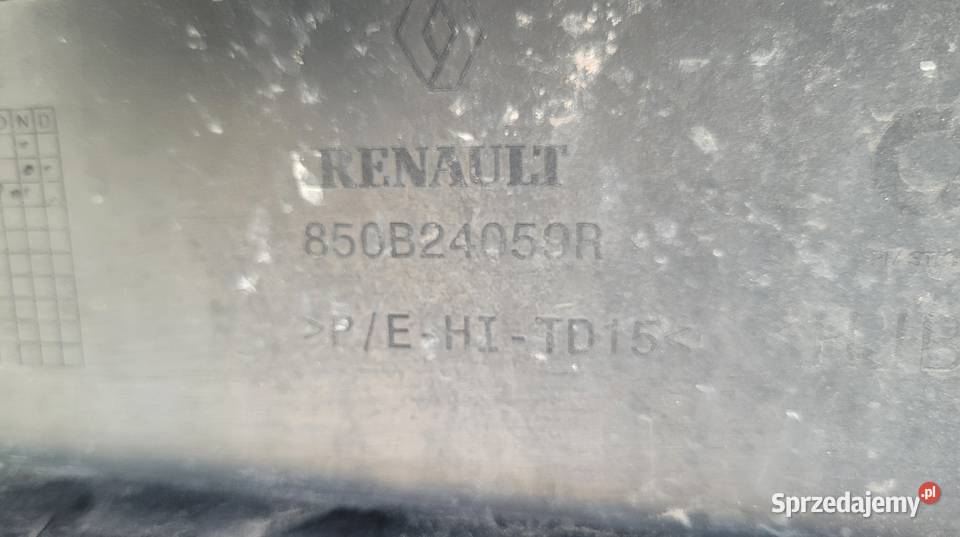 O N D
RENAULT
850B24059R
>P/E-HI-TD15<
Sprzedajemy.pl